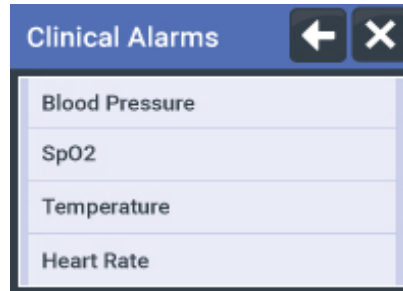 Clinical Alarms
Blood Pressure
SpO2
Temperature
Heart Rate